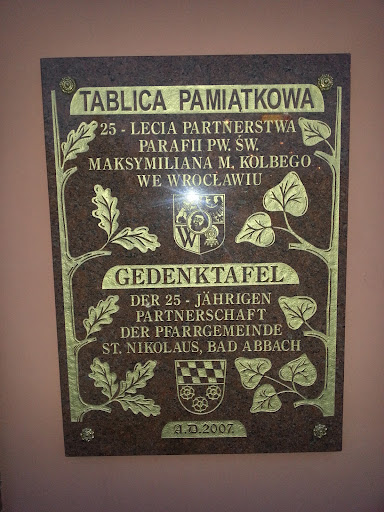 TABLICA PAMIĄTKOWA
25 - LECIA PARTNERSTWA
PARAFII PW. ŚW.
MAKSYMILIANA M. KOLBEGO
WE WROCŁAWIU
W
GEDENKTAFEL
DER 25 - JÄHRIGEN
PARTNERSCHAFT
DER PFARRGEMEINDE
ST. NIKOLAUS, BAD ABBACH
A.D.2007.